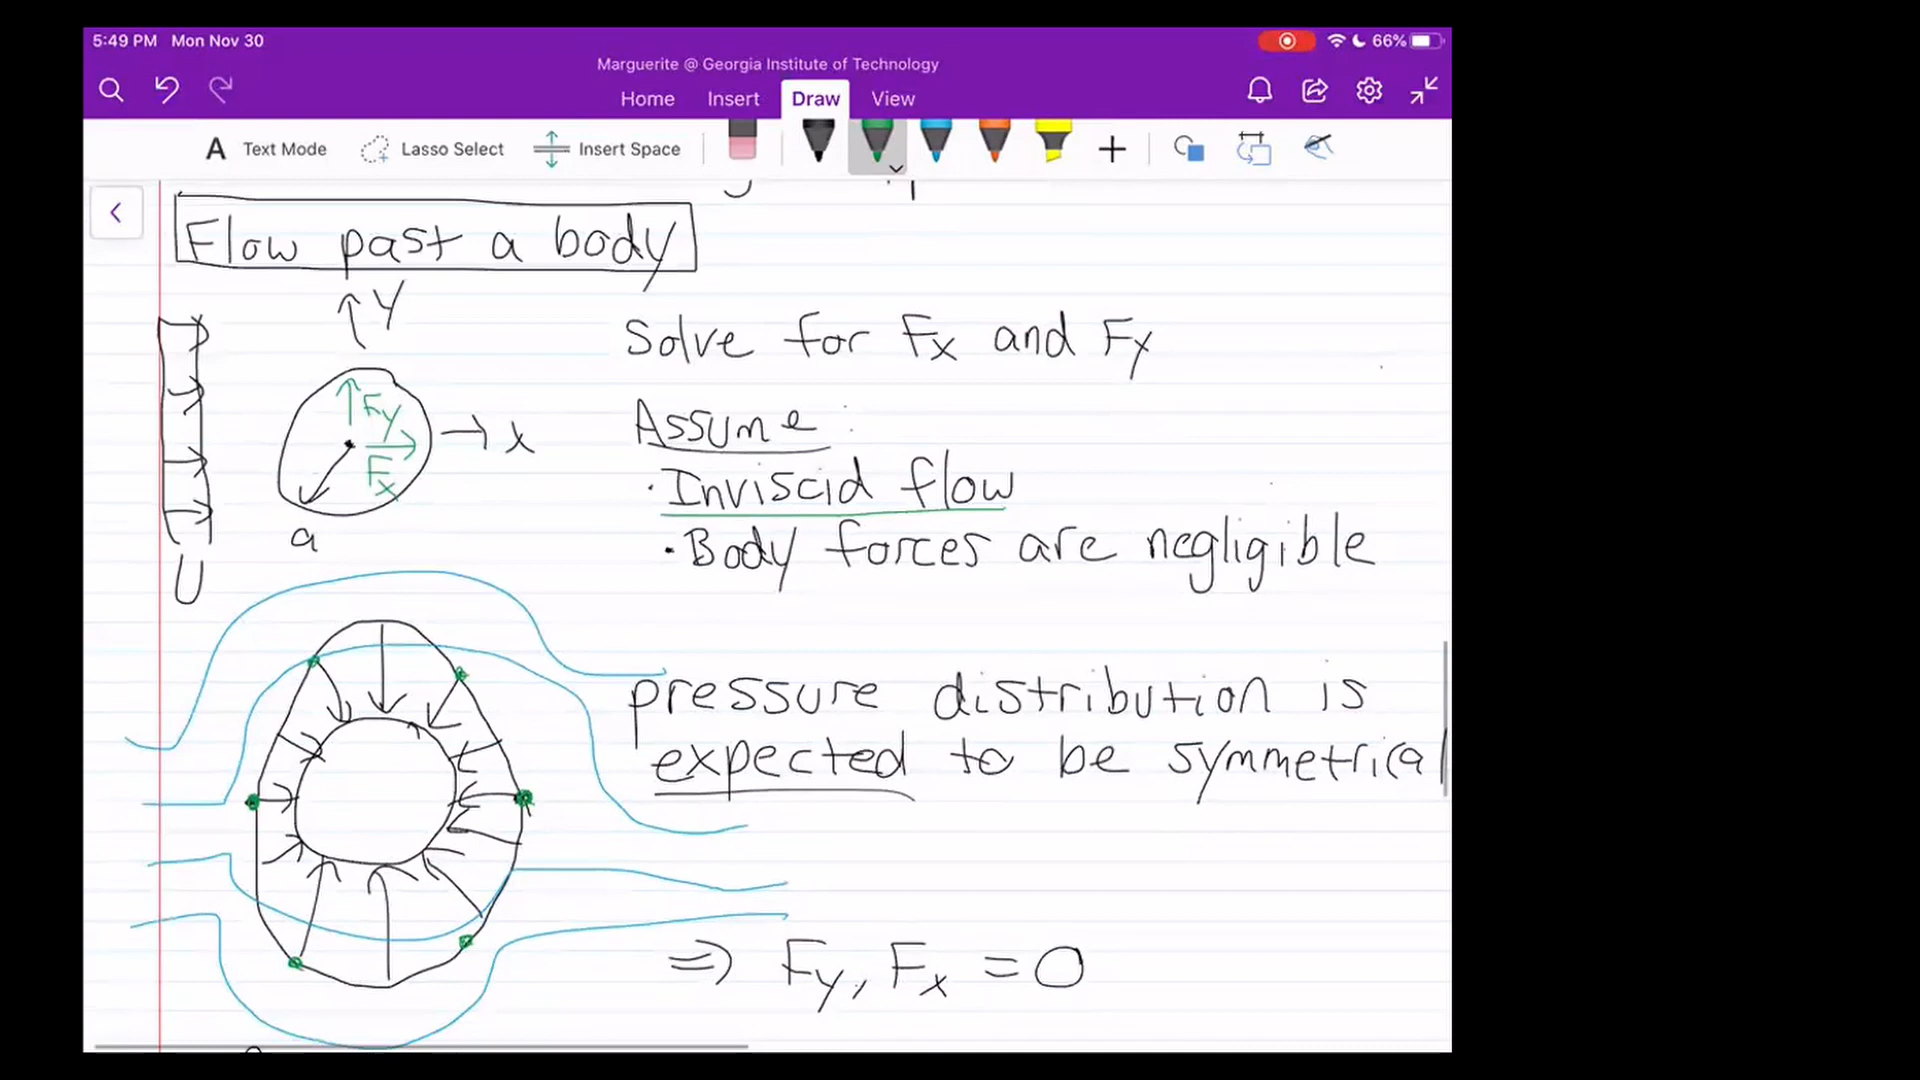 5:49 PM Mon Nov 30
66%
Marguerite @ Georgia Institute of Technology
Home Insert Draw View
Text Mode Lasso Select Insert Space
Flow past a body
Y
Solve for Fx and Fy
Fy
x
Fx
a
U
Assume:
· Inviscid flow
· Body forces are negligible
pressure distribution is
expected to be symmetrical
⇒ Fy, Fx = 0